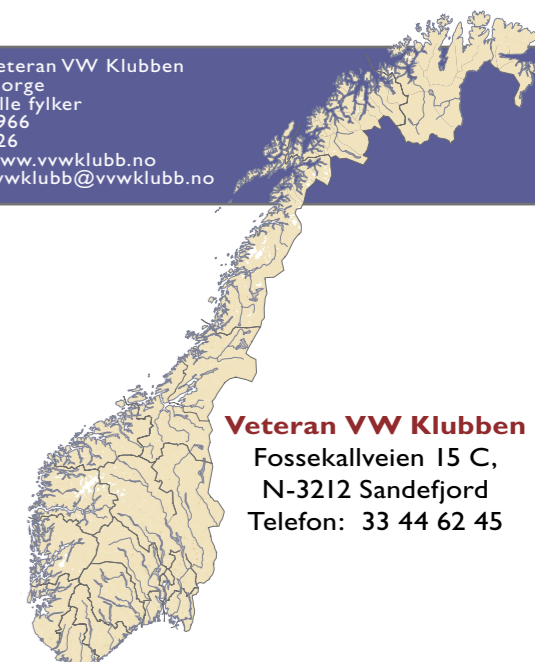 eteran VW Klubben
orge
lle fylker
966
26
ww.vvwklubb.no
vwklubb@vvwklubb.no
Veteran VW Klubben
Fossekallveien 15 C,
N-3212 Sandefjord
Telefon: 33 44 62 45